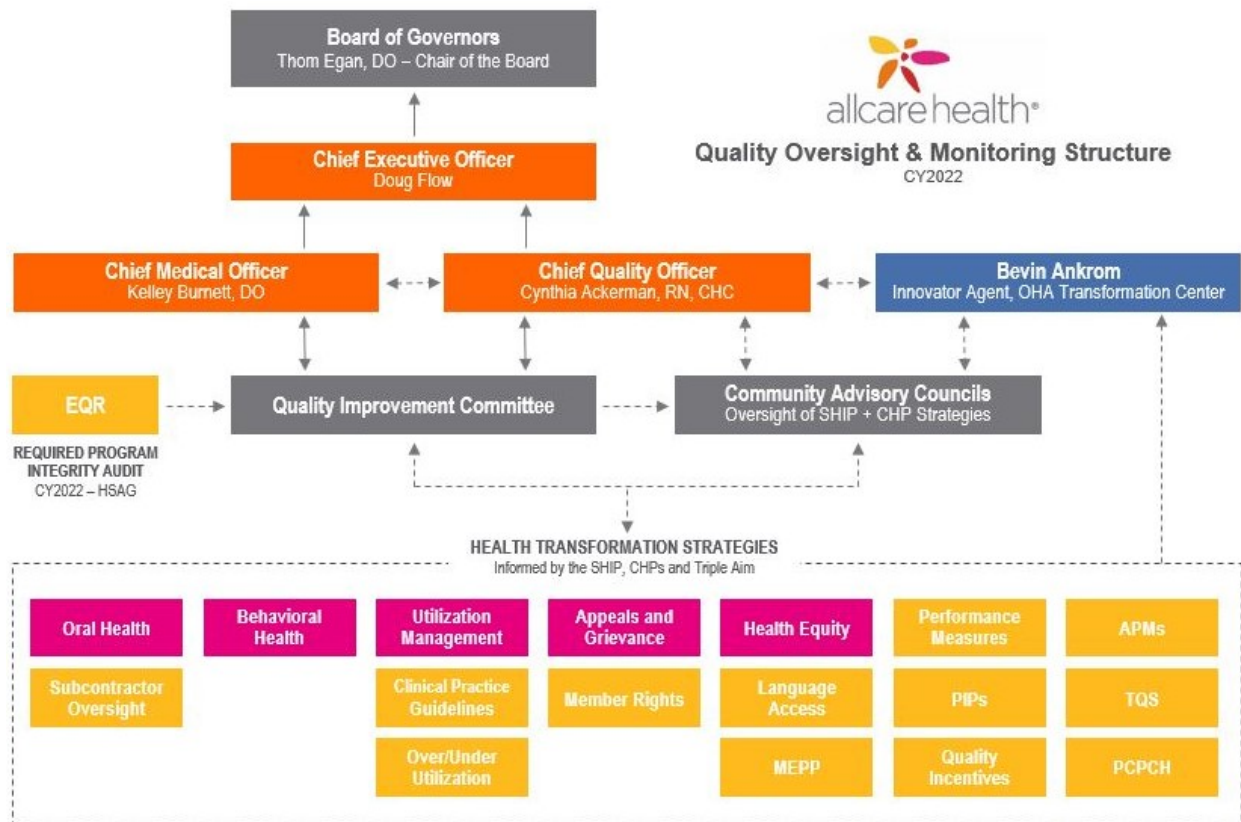 Board of Governors
Thom Egan, DO – Chair of the Board
allcare health®
Quality Oversight & Monitoring Structure
CY2022
Chief Executive Officer
Doug Flow
Chief Medical Officer
Kelley Burnett, DO
Chief Quality Officer
Cynthia Ackerman, RN, CHC
Bevin Ankrom
Innovator Agent, OHA Transformation Center
EQR
REQUIRED PROGRAM
INTEGRITY AUDIT
CY2022 – HSAG
Quality Improvement Committee
Community Advisory Councils
Oversight of SHIP + CHP Strategies
HEALTH TRANSFORMATION STRATEGIES
Informed by the SHIP, CHPs and Triple Aim
Oral Health
Behavioral
Health
Utilization
Management
Appeals and
Grievance
Health Equity
Performance
Measures
APMs
Subcontractor
Oversight
Clinical Practice
Guidelines
Member Rights
Language
Access
PIPs
TQS
Over/Under
Utilization
MEPP
Quality
Incentives
PCPCH